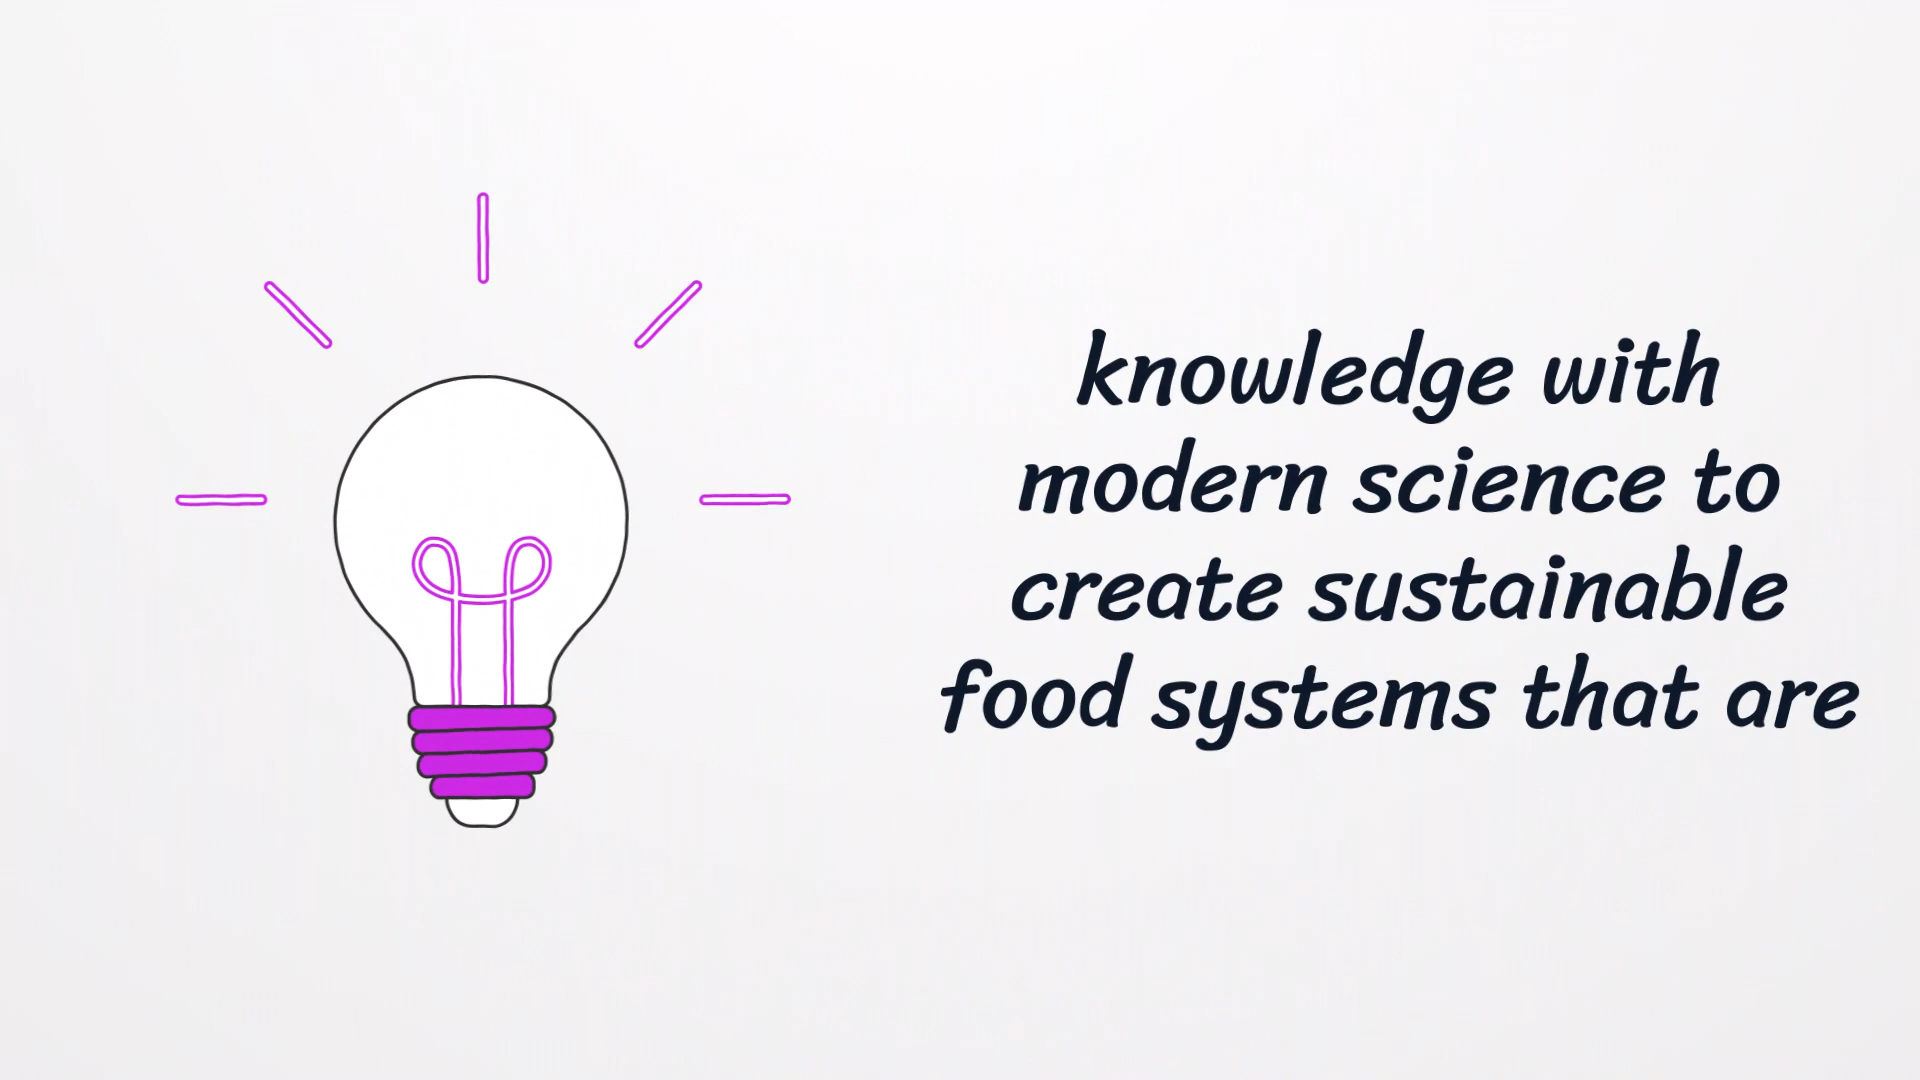 knowledge with
modern science to
create sustainable
food systems that are